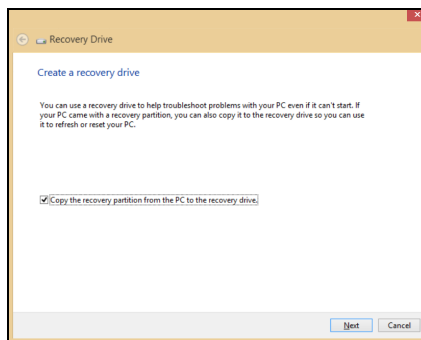 Recovery Drive
Create a recovery drive
You can use a recovery drive to help troubleshoot problems with your PC even if it can't start. If
your PC came with a recovery partition, you can also copy it to the recovery drive so you can use
it to refresh or reset your PC.
Copy the recovery partition from the PC to the recovery drive.
Next Cancel